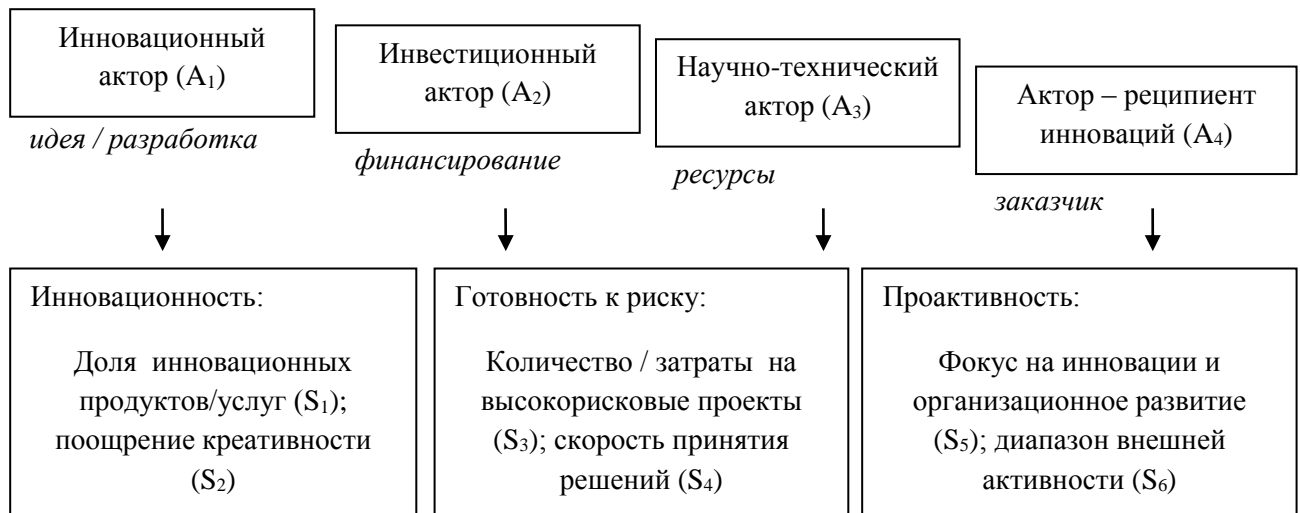 Инновационный
актор (A₁)
идея / разработка
Инвестиционный
актор (A₂)
финансирование
Научно-технический
актор (A₃)
ресурсы
Актор – реципиент
инноваций (A₄)
заказчик
Инновационность:
Доля инновационных
продуктов/услуг (S₁);
поощрение креативности
(S₂)
Готовность к риску:
Количество / затраты на
высокорисковые проекты
(S₃); скорость принятия
решений (S₄)
Проактивность:
Фокус на инновации и
организационное развитие
(S₅); диапазон внешней
активности (S₆)